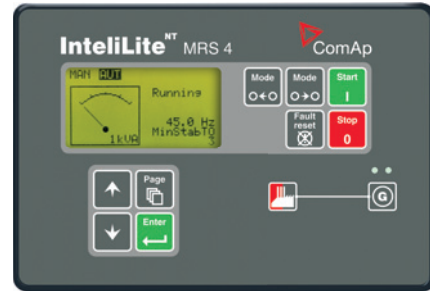 InteliLite NT MRS 4
ComAp
MAN AUT
Running
45.0 Hz
MinStabTO
3
1kVA
Mode
Mode
Start
I
Fault
reset
Stop
0
Page
Enter
G